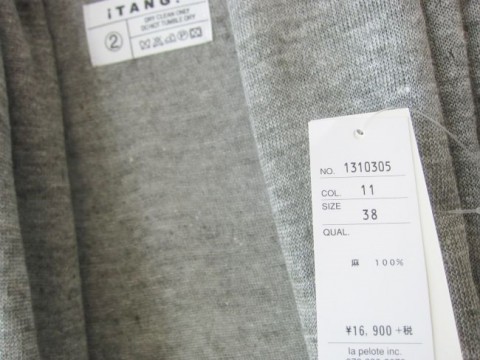 ¡TANG!
DRY CLEAN ONLY
DO NOT TUMBLE DRY
②
NO. 1310305
COL. 11
SIZE 38
QUAL.
麻 100%
¥16,900+税
la pelote inc.